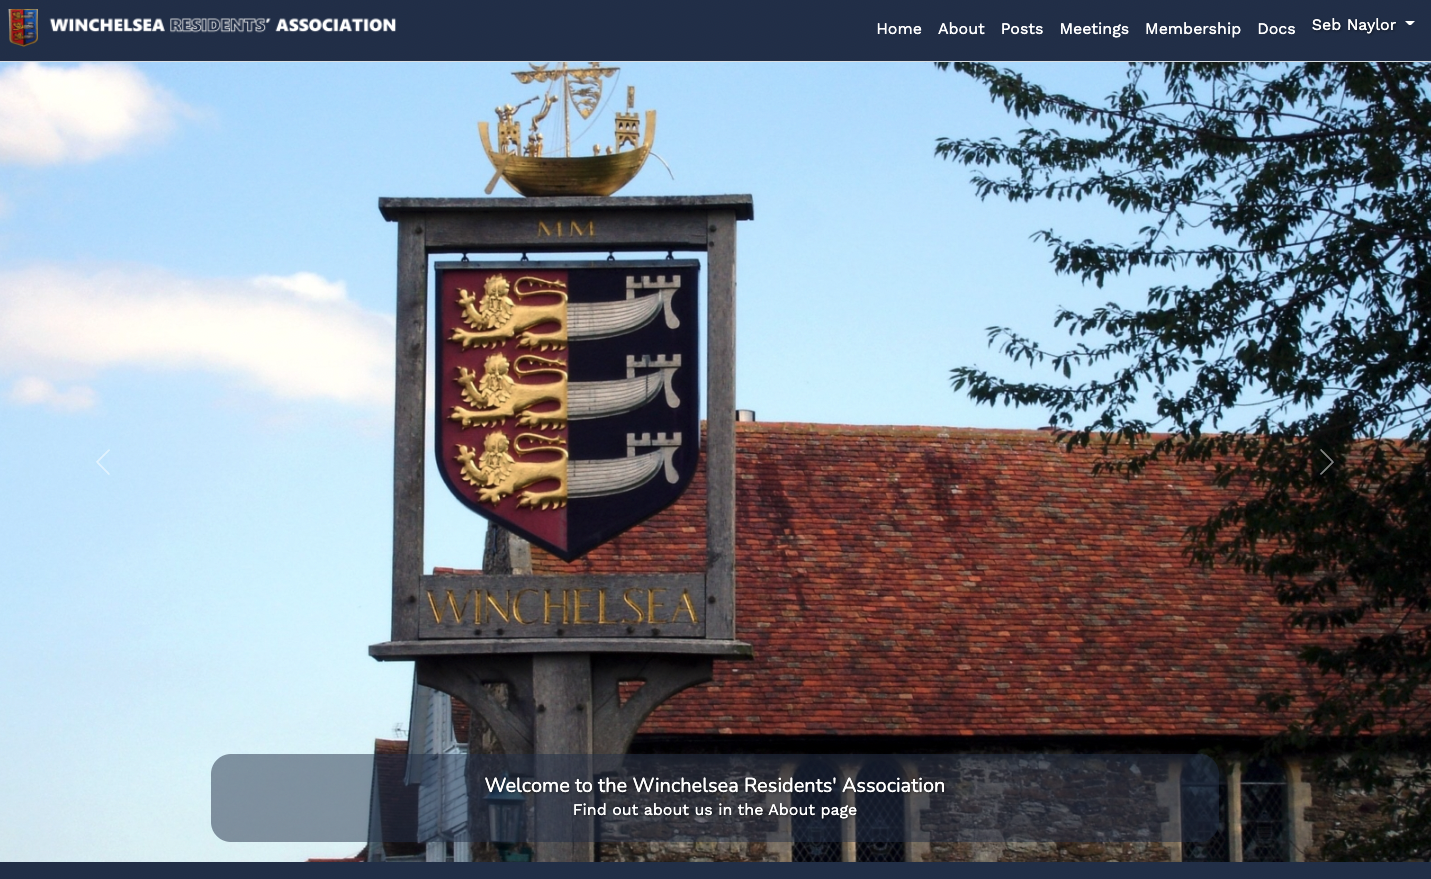 WINCHELSEA RESIDENTS' ASSOCIATION
Home About Posts Meetings Membership Docs Seb Naylor
MM
WINCHELSEA
Welcome to the Winchelsea Residents' Association
Find out about us in the About page